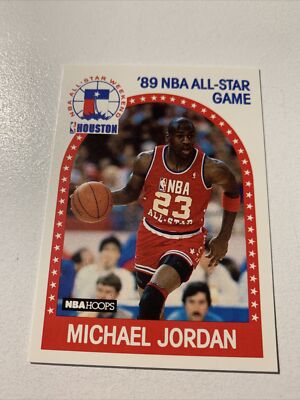 NBA ALL-STAR WEEKEND
HOUSTON
'89 NBA ALL-STAR
GAME
NBA
23
ALL-STAR
NBA HOOPS
MICHAEL JORDAN